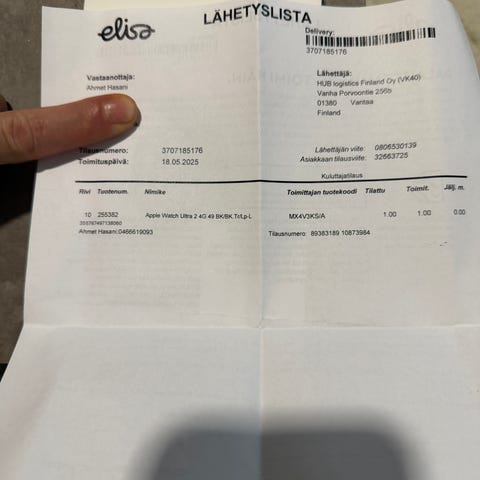 elisa
LÄHETYSLISTA
Delivery:
3707185176
Vastaanottaja:
Ahmet Hasani
Lähettäjä:
HUB logistics Finland Oy (VK40)
Vanha Porvoontie 256b
01380 Vantaa
Finland
Tilausnumero: 3707185176
Toimituspäivä: 18.05.2025
Lähettäjän viite: 0806530139
Asiakkaan tilausviite: 32663725
Kuluttajatilaus
Rivi Tuotenum. Nimike Toimittajan tuotekoodi Tilattu Toimit. Jälj. m.
10 255382 Apple Watch Ultra 2 4G 49 BK/BK.Tr/Lp-L MX4V3KS/A 1.00 1.00 0.00
355767497138060
Ahmet Hasani:0466619093 Tilausnumero: 89383189 10873984